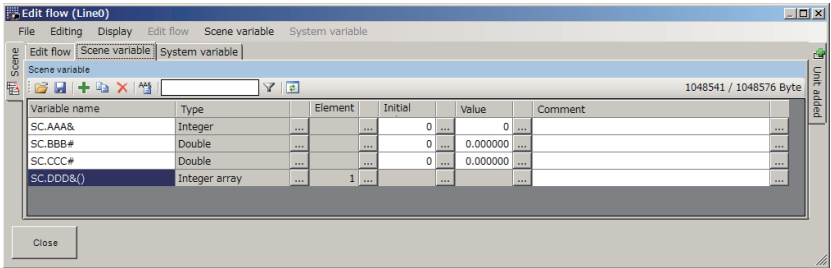 Edit flow (Line0)
File Editing Display Edit flow Scene variable System variable
Scene
Edit flow Scene variable System variable
Scene variable
1048541 / 1048576 Byte
Unit added
Variable name Type Element Initial Value Comment
SC.AAA& Integer ... ... 0 ... 0 ... ...
SC.BBB# Double ... ... 0 ... 0.000000 ... ...
SC.CCC# Double ... ... 0 ... 0.000000 ... ...
SC.DDD&() Integer array ... 1 ... ... ... ...
Close